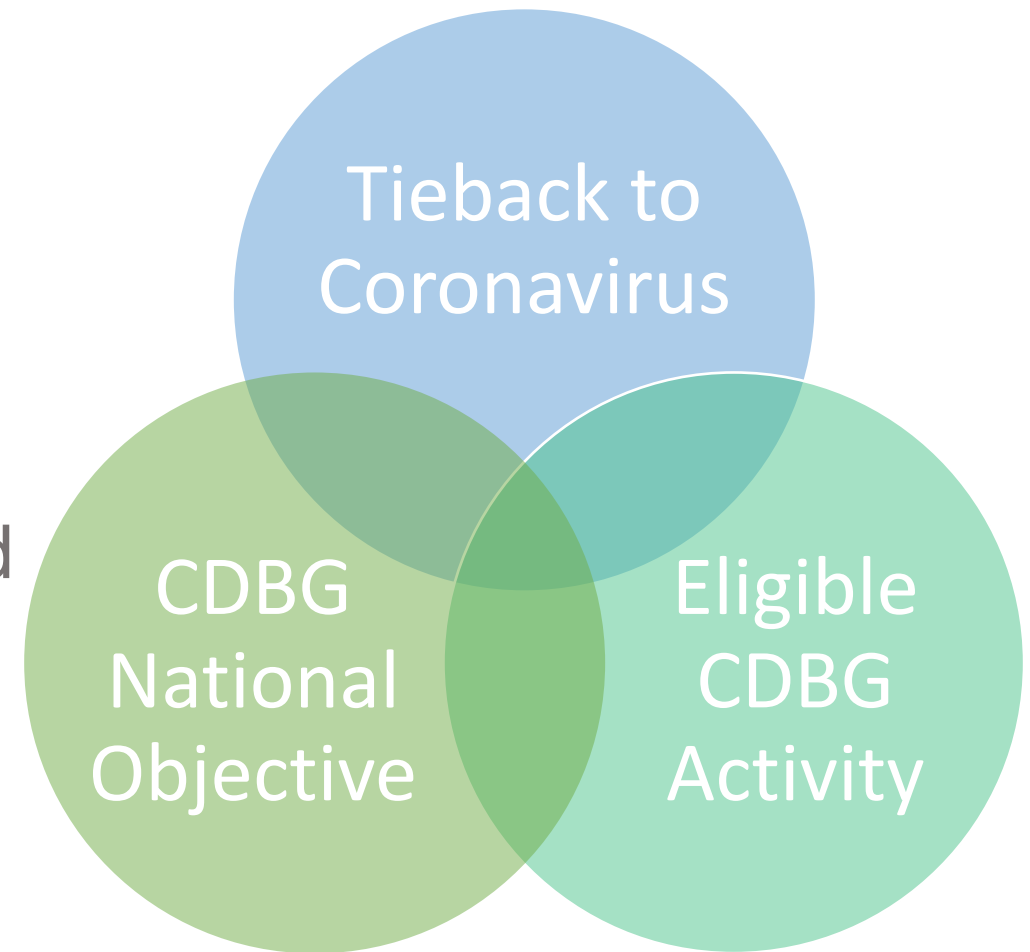 Tieback to
Coronavirus
d
CDBG
National
Objective
Eligible
CDBG
Activity